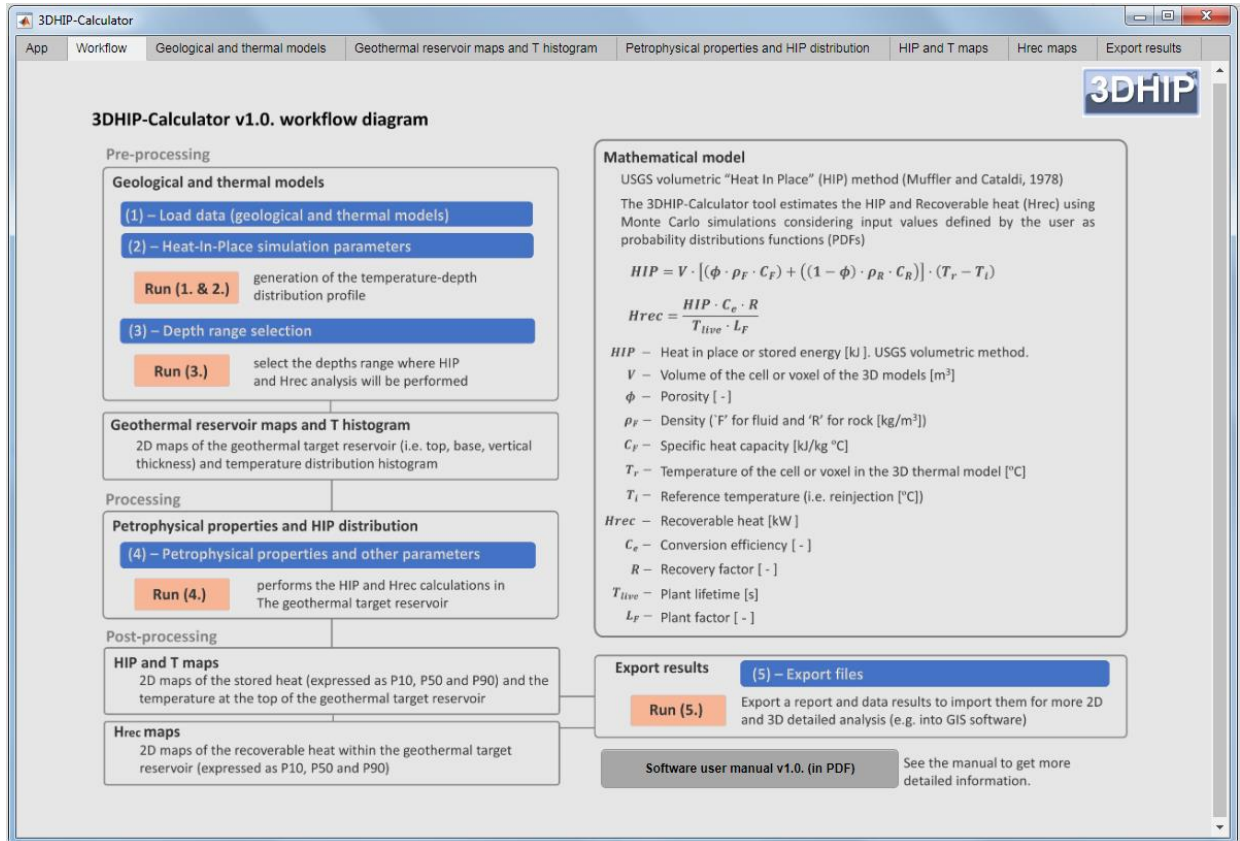 3DHIP-Calculator
App Workflow Geological and thermal models Geothermal reservoir maps and T histogram Petrophysical properties and HIP distribution HIP and T maps Hrec maps Export results
3DHIP
3DHIP-Calculator v1.0. workflow diagram
Pre-processing
Geological and thermal models
(1) – Load data (geological and thermal models)
(2) – Heat-In-Place simulation parameters
Run (1. & 2.)
generation of the temperature-depth
distribution profile
(3) – Depth range selection
Run (3.)
select the depths range where HIP
and Hrec analysis will be performed
Geothermal reservoir maps and T histogram
2D maps of the geothermal target reservoir (i.e. top, base, vertical
thickness) and temperature distribution histogram
Processing
Petrophysical properties and HIP distribution
(4) – Petrophysical properties and other parameters
Run (4.)
performs the HIP and Hrec calculations in
The geothermal target reservoir
Post-processing
HIP and T maps
2D maps of the stored heat (expressed as P10, P50 and P90) and the
temperature at the top of the geothermal target reservoir
Hrec maps
2D maps of the recoverable heat within the geothermal target
reservoir (expressed as P10, P50 and P90)
Mathematical model
USGS volumetric "Heat In Place" (HIP) method (Muffler and Cataldi, 1978)
The 3DHIP-Calculator tool estimates the HIP and Recoverable heat (Hrec) using
Monte Carlo simulations considering input values defined by the user as
probability distributions functions (PDFs)
HIP = V · [(ϕ · ρF · CF) + ((1 − ϕ) · ρR · CR)] · (Tr − Ti)
Hrec = HIP · Ce · R / Tlive · LF
HIP – Heat in place or stored energy [kJ ]. USGS volumetric method.
V – Volume of the cell or voxel of the 3D models [m³]
ϕ – Porosity [ - ]
ρF – Density (`F' for fluid and 'R' for rock [kg/m³])
CF – Specific heat capacity [kJ/kg °C]
Tr – Temperature of the cell or voxel in the 3D thermal model [°C]
Ti – Reference temperature (i.e. reinjection [°C])
Hrec – Recoverable heat [kW ]
Ce – Conversion efficiency [ - ]
R – Recovery factor [ - ]
Tlive – Plant lifetime [s]
LF – Plant factor [ - ]
Export results
(5) – Export files
Run (5.)
Export a report and data results to import them for more 2D
and 3D detailed analysis (e.g. into GIS software)
Software user manual v1.0. (in PDF)
See the manual to get more
detailed information.